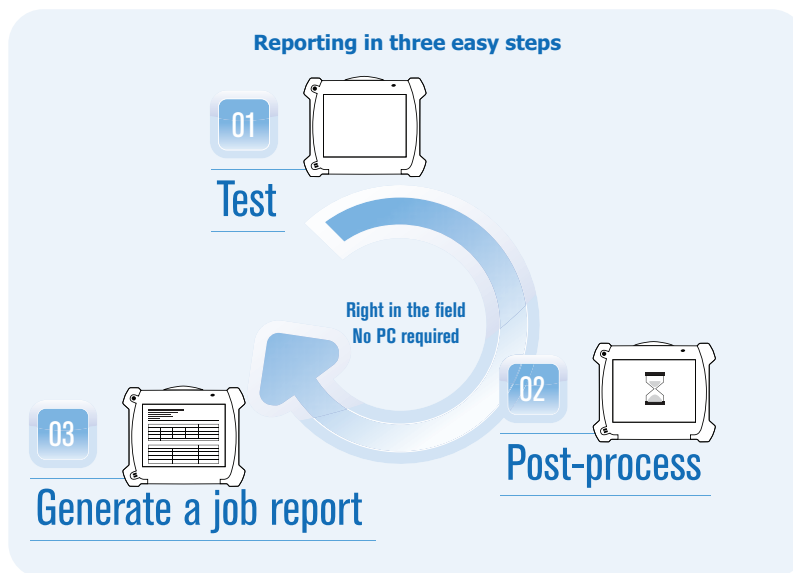 Reporting in three easy steps
01
Test
Right in the field
No PC required
02
Post-process
03
Generate a job report